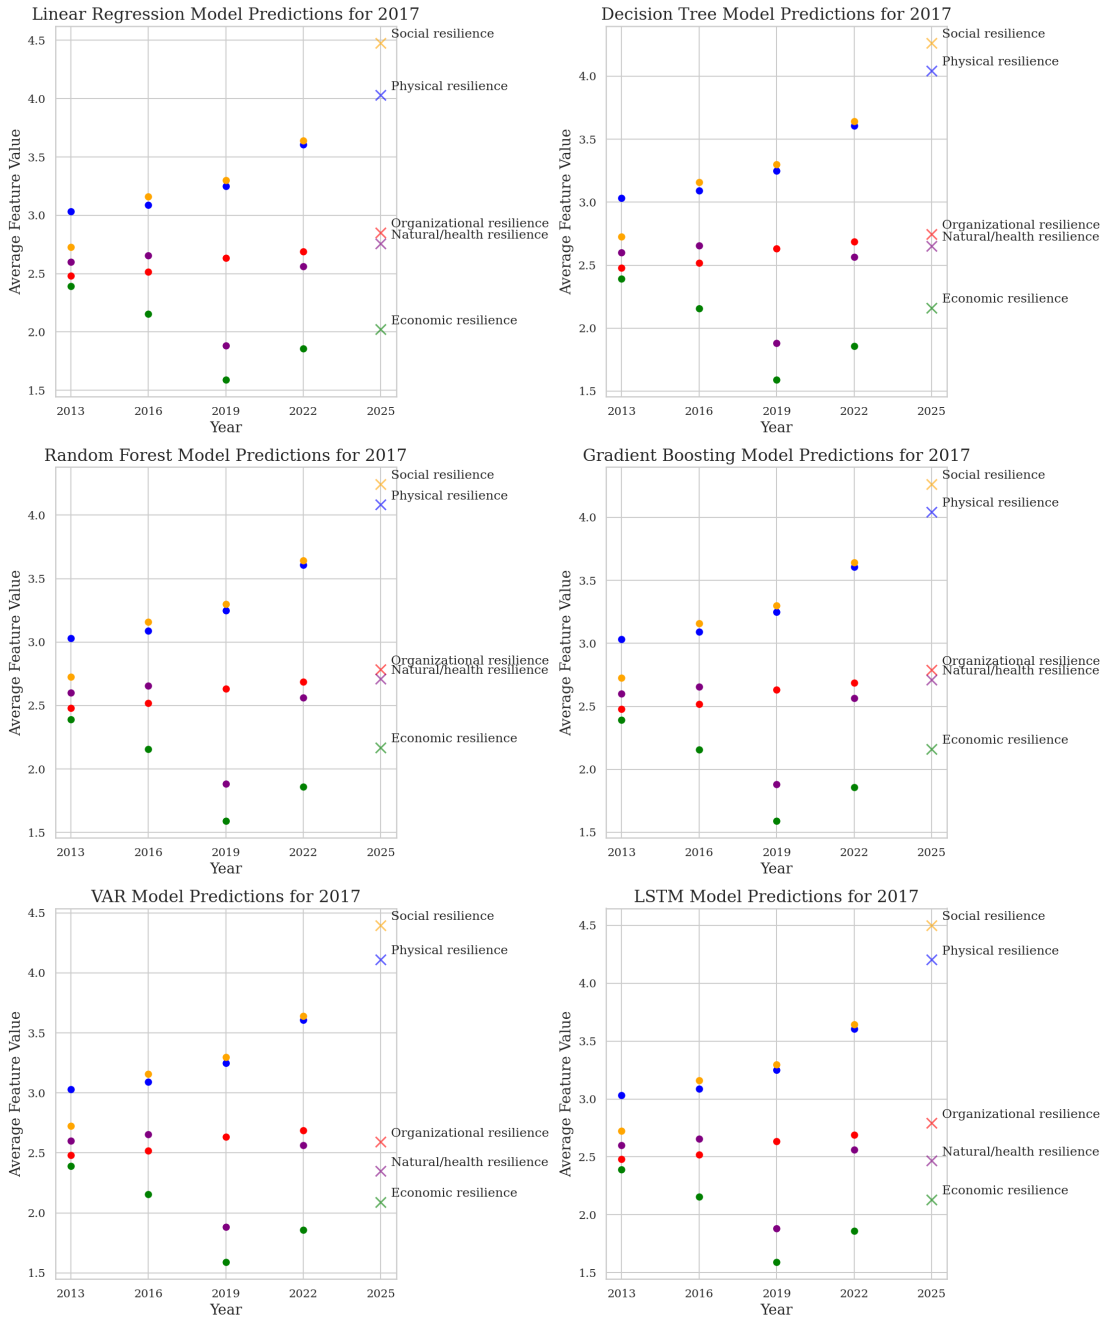 Linear Regression Model Predictions for 2017
Average Feature Value
4.5
4.0
3.5
3.0
2.5
2.0
1.5
Social resilience
Physical resilience
Organizational resilience
Natural/health resilience
Economic resilience
2013 2016 2019 2022 2025
Year
Decision Tree Model Predictions for 2017
Average Feature Value
4.0
3.5
3.0
2.5
2.0
1.5
Social resilience
Physical resilience
Organizational resilience
Natural/health resilience
Economic resilience
2013 2016 2019 2022 2025
Year
Random Forest Model Predictions for 2017
Average Feature Value
4.0
3.5
3.0
2.5
2.0
1.5
Social resilience
Physical resilience
Organizational resilience
Natural/health resilience
Economic resilience
2013 2016 2019 2022 2025
Year
Gradient Boosting Model Predictions for 2017
Average Feature Value
4.0
3.5
3.0
2.5
2.0
1.5
Social resilience
Physical resilience
Organizational resilience
Natural/health resilience
Economic resilience
2013 2016 2019 2022 2025
Year
VAR Model Predictions for 2017
Average Feature Value
4.5
4.0
3.5
3.0
2.5
2.0
1.5
Social resilience
Physical resilience
Organizational resilience
Natural/health resilience
Economic resilience
2013 2016 2019 2022 2025
Year
LSTM Model Predictions for 2017
Average Feature Value
4.5
4.0
3.5
3.0
2.5
2.0
1.5
Social resilience
Physical resilience
Organizational resilience
Natural/health resilience
Economic resilience
2013 2016 2019 2022 2025
Year